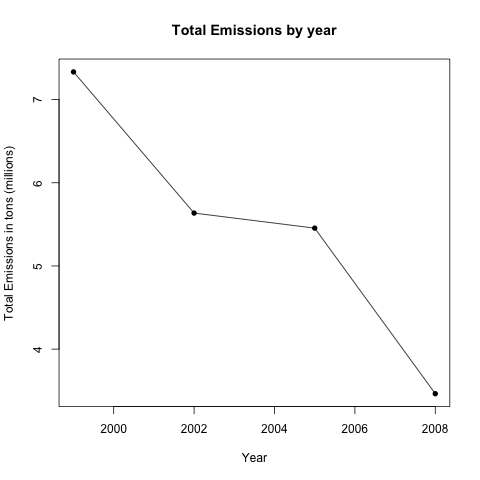 Total Emissions by year
Total Emissions in tons (millions)
7
6
5
4
2000 2002 2004 2006 2008
Year